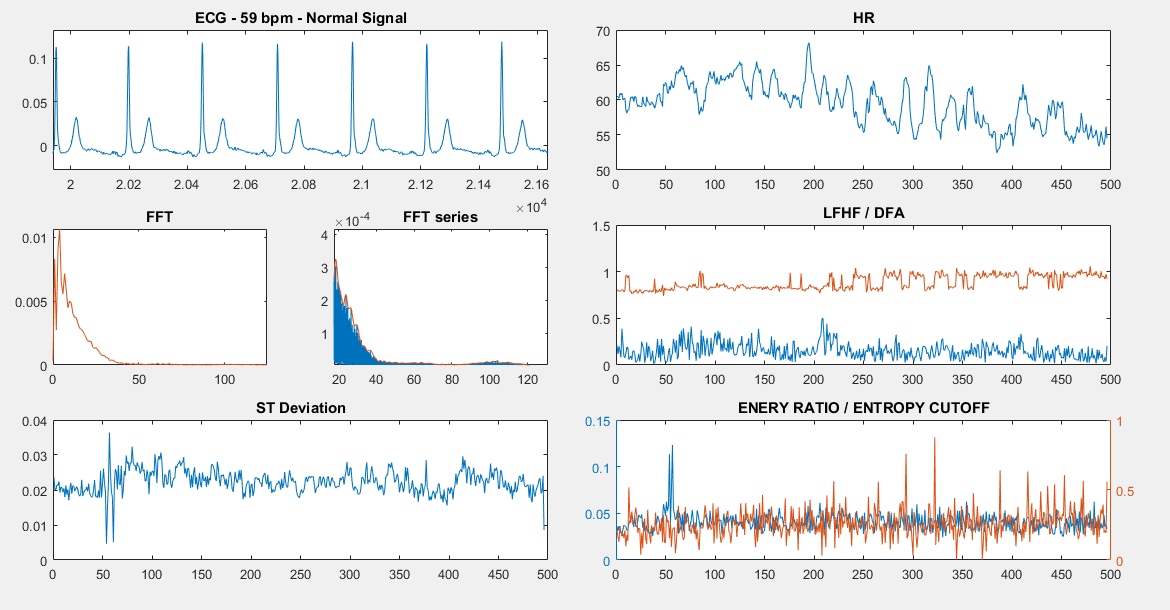 ECG - 59 bpm - Normal Signal
0.1
0.05
0
2 2.02 2.04 2.06 2.08 2.1 2.12 2.14 2.16
×10^4
HR
70
65
60
55
50
0 50 100 150 200 250 300 350 400 450 500
FFT
0.01
0.005
0
0 50 100
FFT series
×10^-4
4
3
2
1
20 40 60 80 100 120
LFHF / DFA
1.5
1
0.5
0
0 50 100 150 200 250 300 350 400 450 500
ST Deviation
0.04
0.03
0.02
0.01
0
0 50 100 150 200 250 300 350 400 450 500
ENERY RATIO / ENTROPY CUTOFF
0.15 1
0.1
0.05 0.5
0 0
0 50 100 150 200 250 300 350 400 450 500